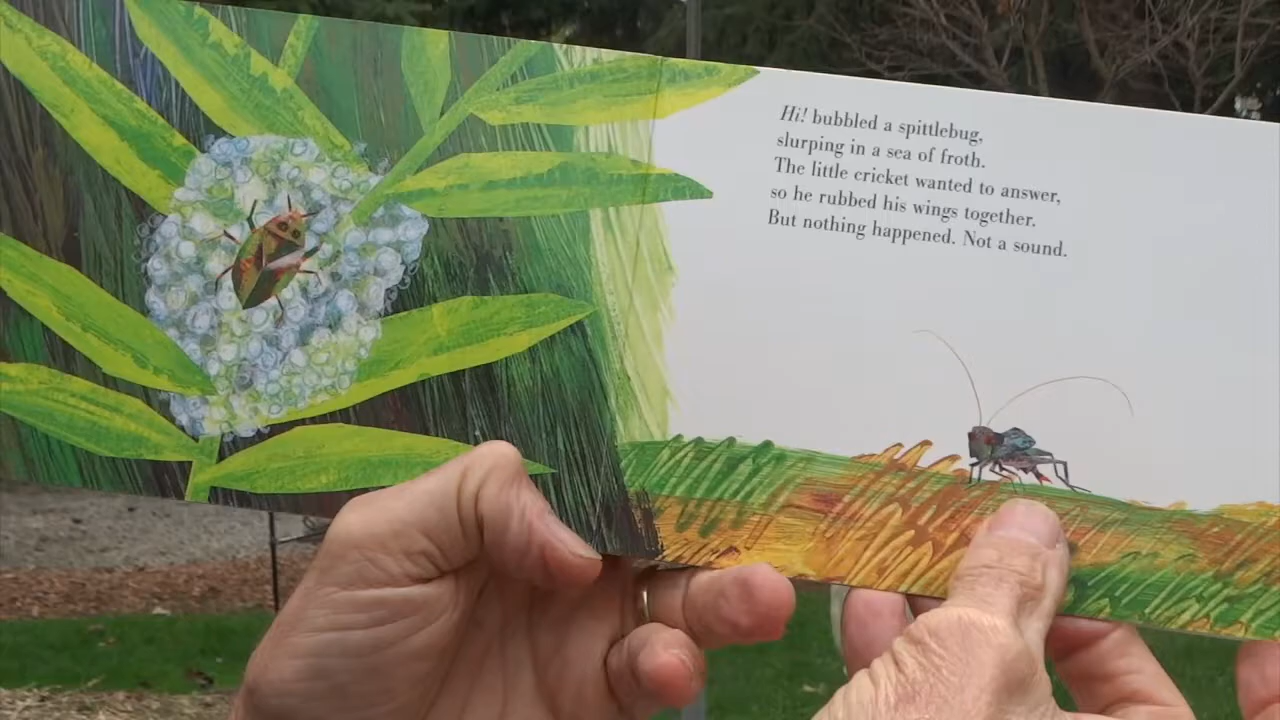 Hi! bubbled a spittlebug,
slurping in a sea of froth.
The little cricket wanted to answer,
so he rubbed his wings together.
But nothing happened. Not a sound.